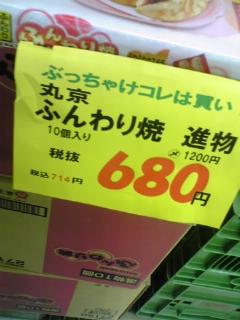 ぶっちゃけコレは買い
丸京
ふんわり焼 進物
10個入り 〆1200円
税抜 680円
税込714円